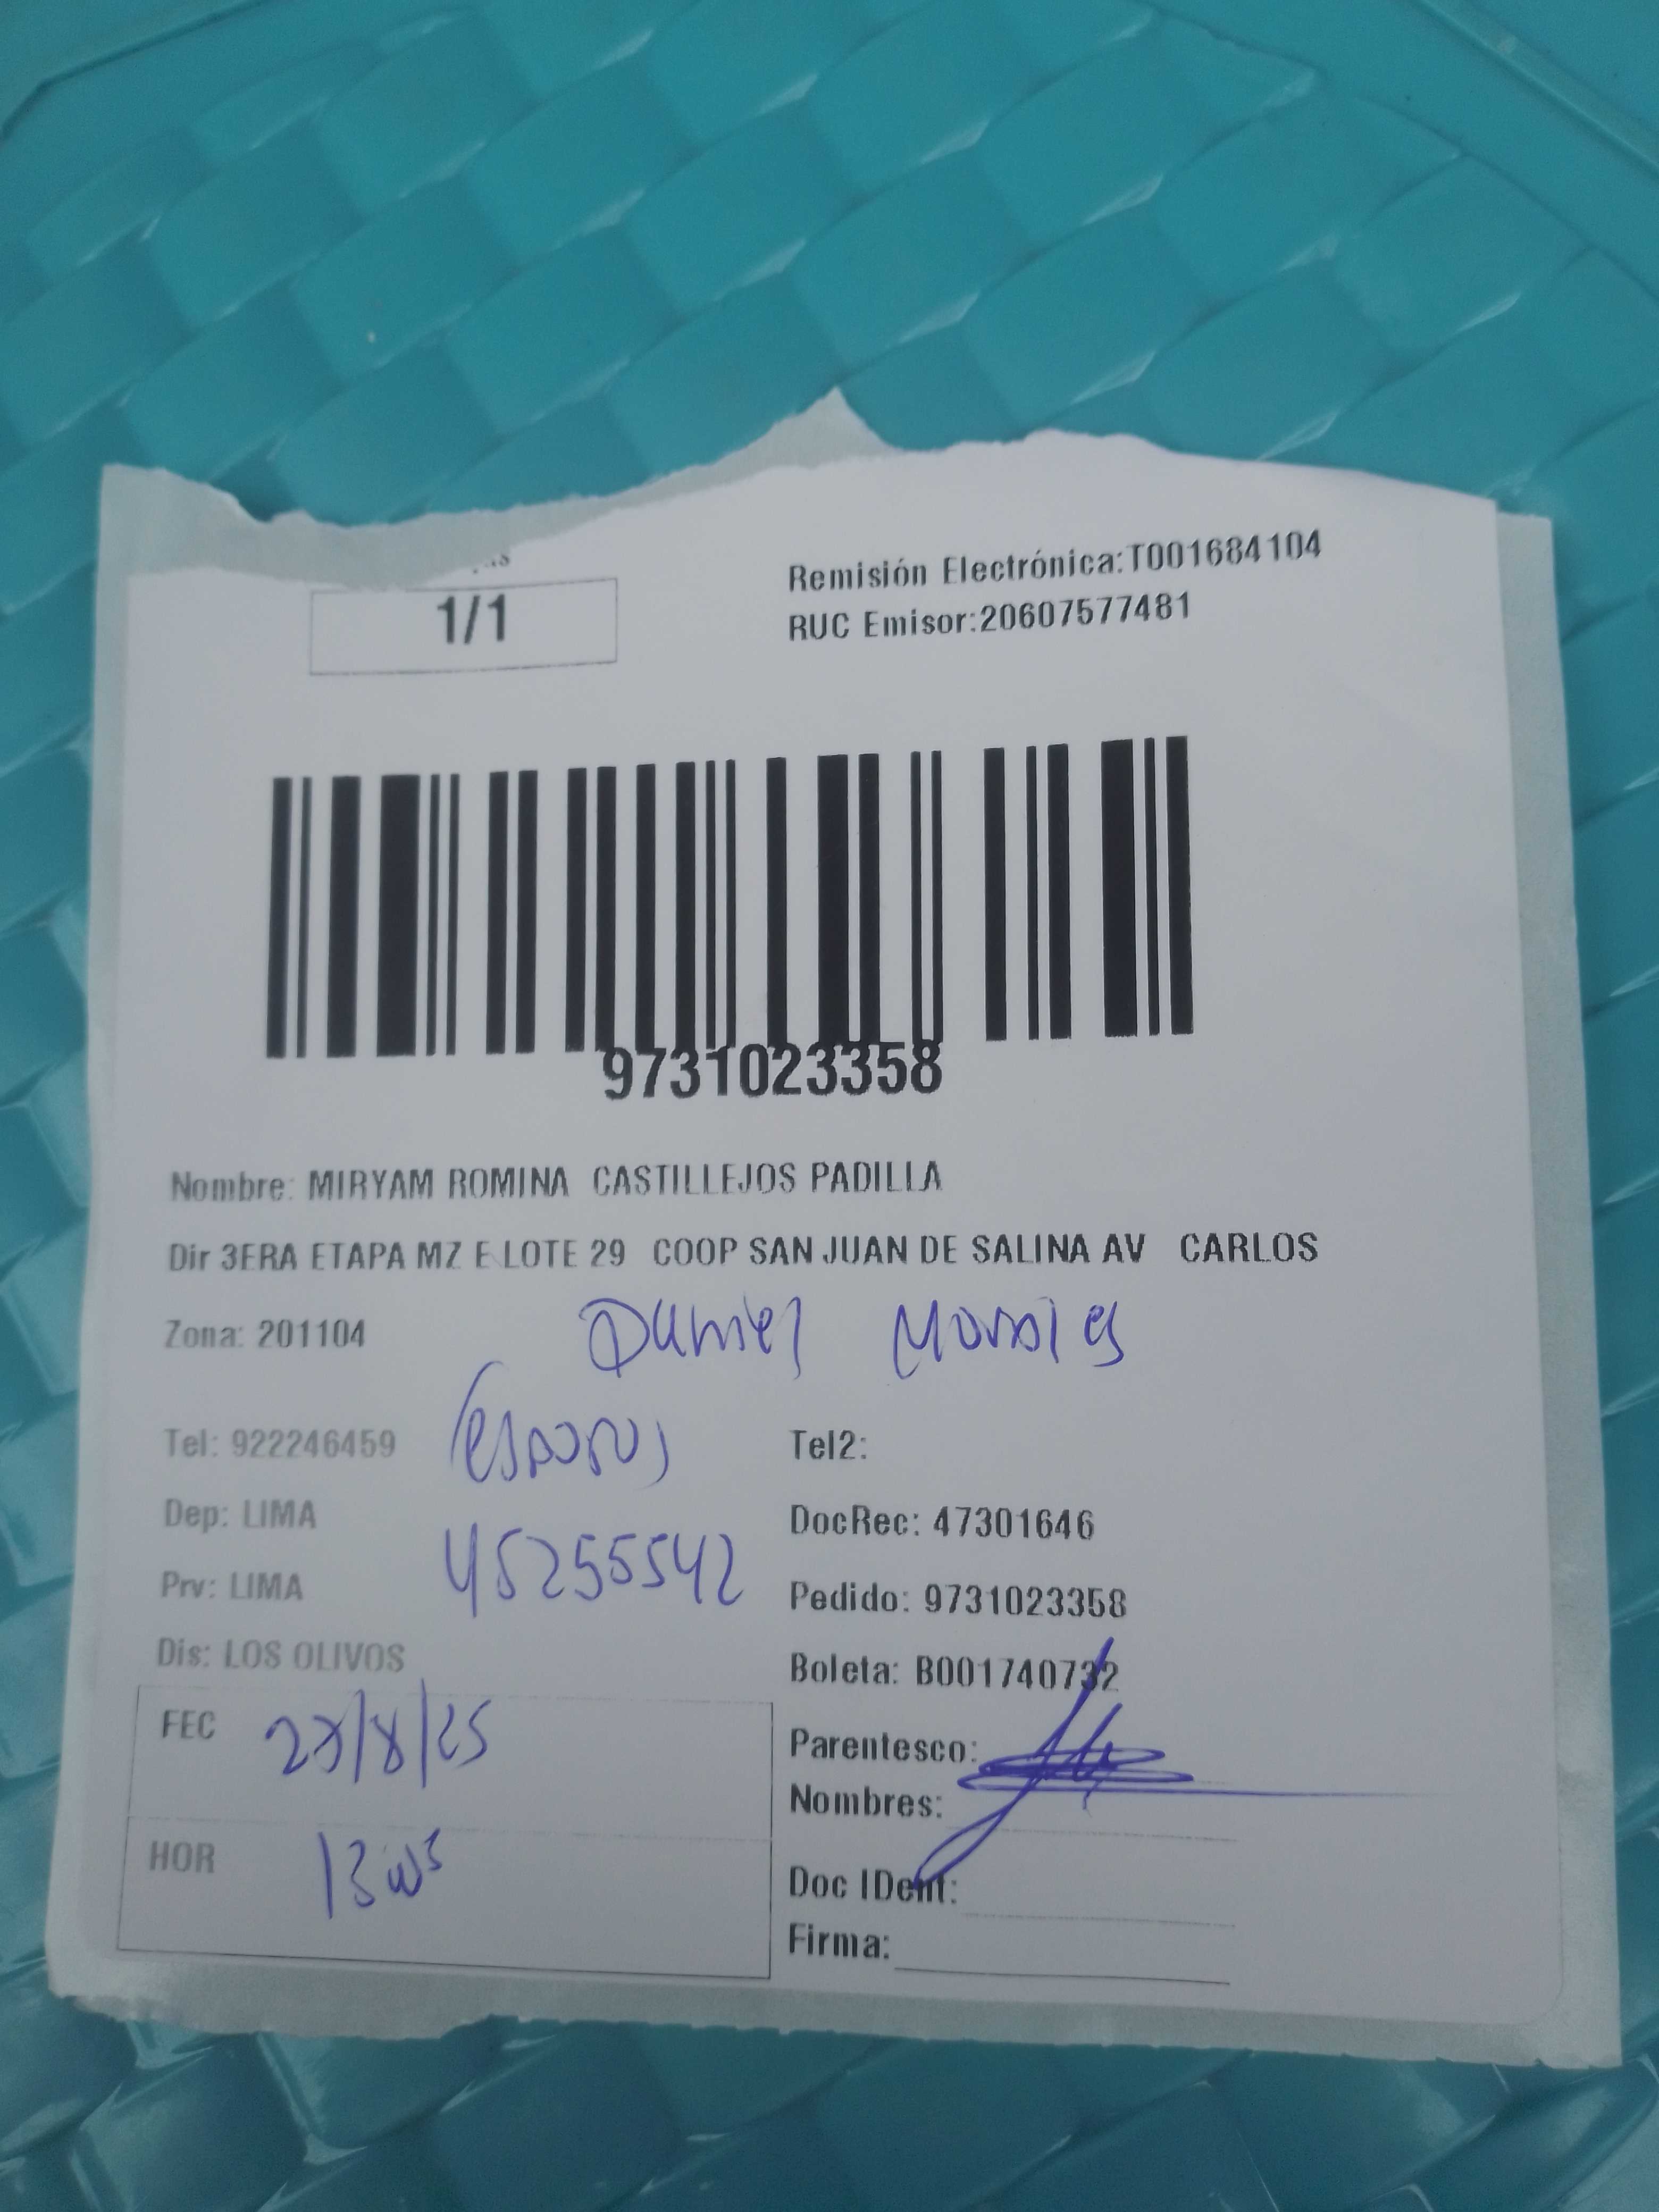 1/1
Remisión Electrónica:T001684104
RUC Emisor:20607577481
9731023358
Nombre: MIRYAM ROMINA CASTILLEJOS PADILLA
Dir 3ERA ETAPA MZ E LOTE 29 COOP SAN JUAN DE SALINA AV CARLOS
Zona: 201104
Daniel Morales
Tel: 922246459
(esposo)
Tel2:
Dep: LIMA
DocRec: 47301646
45255542
Prv: LIMA
Pedido: 9731023358
Dis: LOS OLIVOS
Boleta: B001740732
FEC
Parentesco:
Nombres:
HOR
Doc IDent:
Firma: